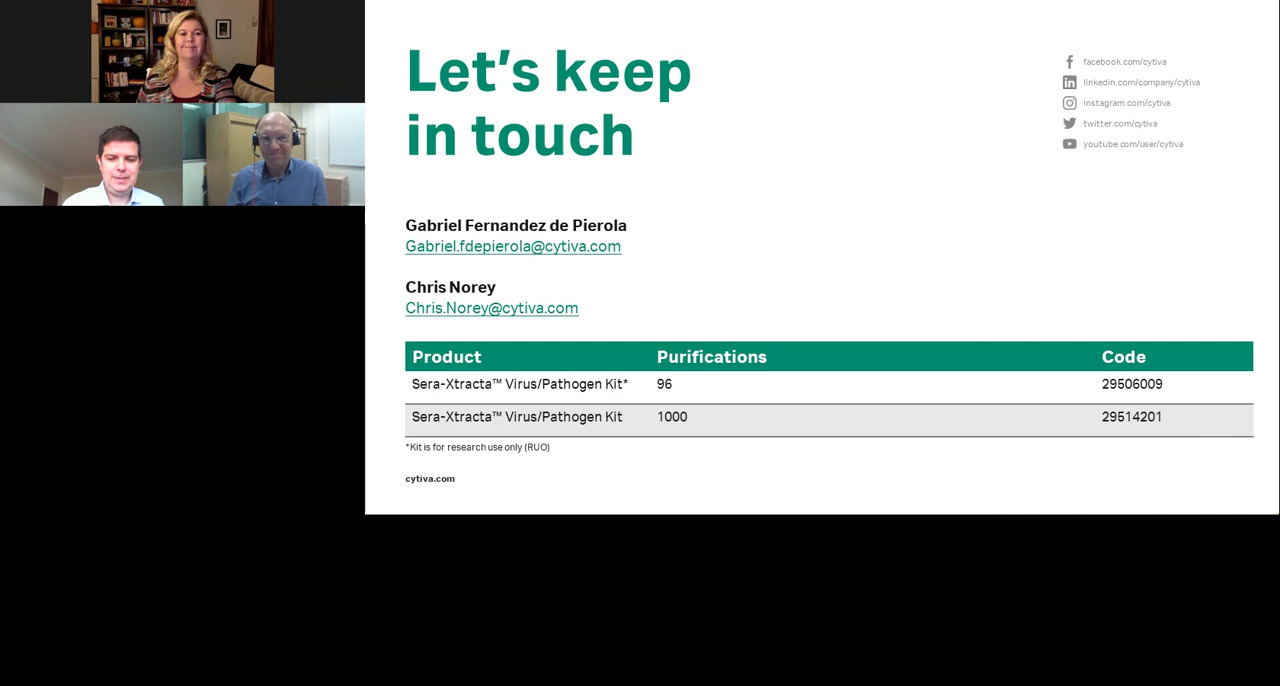 Let's keep
in touch
facebook.com/cytiva
linkedin.com/company/cytiva
instagram.com/cytiva
twitter.com/cytiva
youtube.com/user/cytiva
Gabriel Fernandez de Pierola
Gabriel.fdepierola@cytiva.com
Chris Norey
Chris.Norey@cytiva.com
Product Purifications Code
Sera-Xtracta™ Virus/Pathogen Kit* 96 29506009
Sera-Xtracta™ Virus/Pathogen Kit 1000 29514201
*Kit is for research use only (RUO)
cytiva.com